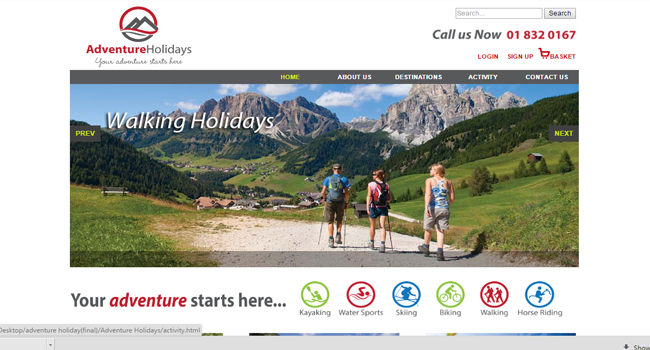 Search...
Search
Call us Now 01 832 0167
AdventureHolidays
Your adventure starts here
LOGIN SIGN UP BASKET
HOME ABOUT US DESTINATIONS ACTIVITY CONTACT US
Walking Holidays
PREV
NEXT
Your adventure starts here...
Kayaking Water Sports Skiing Biking Walking Horse Riding
Desktop/adventure holiday(final)/Adventure Holidays/activity.html
Show